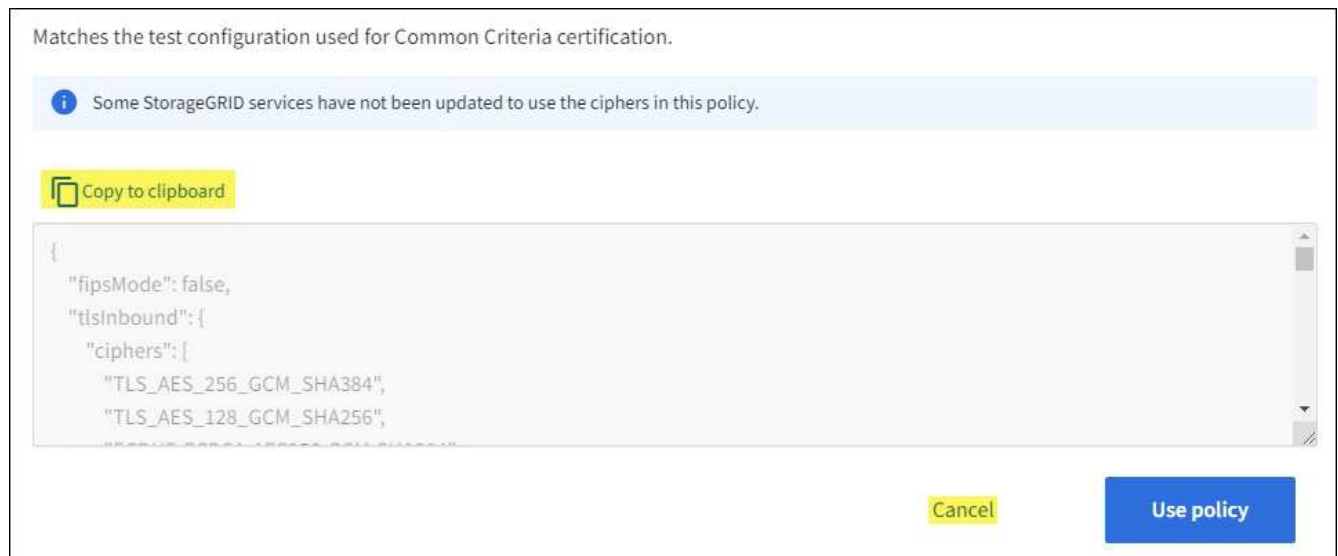 Matches the test configuration used for Common Criteria certification.
Some StorageGRID services have not been updated to use the ciphers in this policy.
Copy to clipboard
{
"fipsMode": false,
"tlsInbound": {
"ciphers": [
"TLS_AES_256_GCM_SHA384",
"TLS_AES_128_GCM_SHA256",
Cancel
Use policy